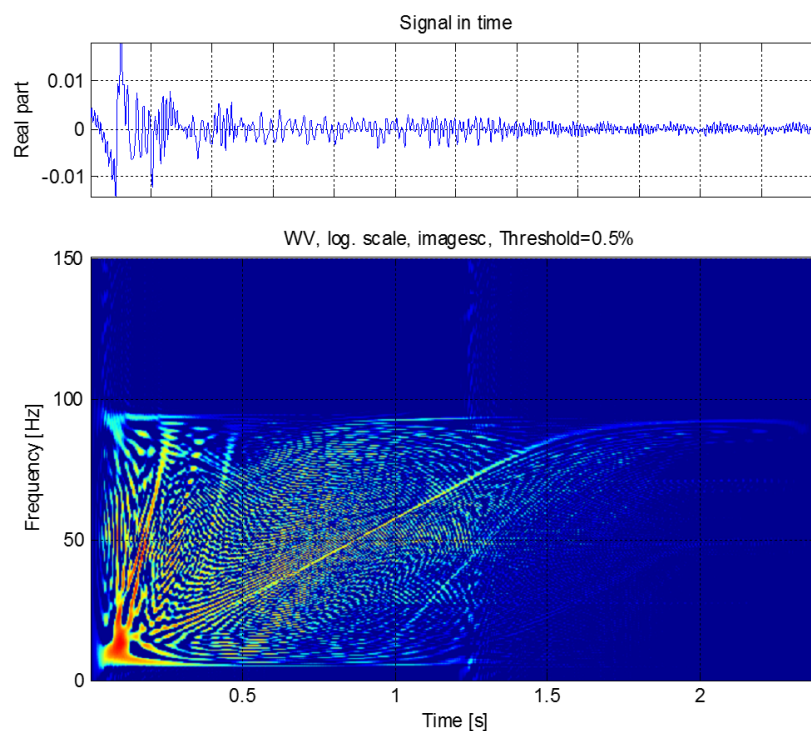 Signal in time
Real part
0.01
0
-0.01
WV, log. scale, imagesc, Threshold=0.5%
Frequency [Hz]
150
100
50
0
0.5
1
1.5
2
Time [s]